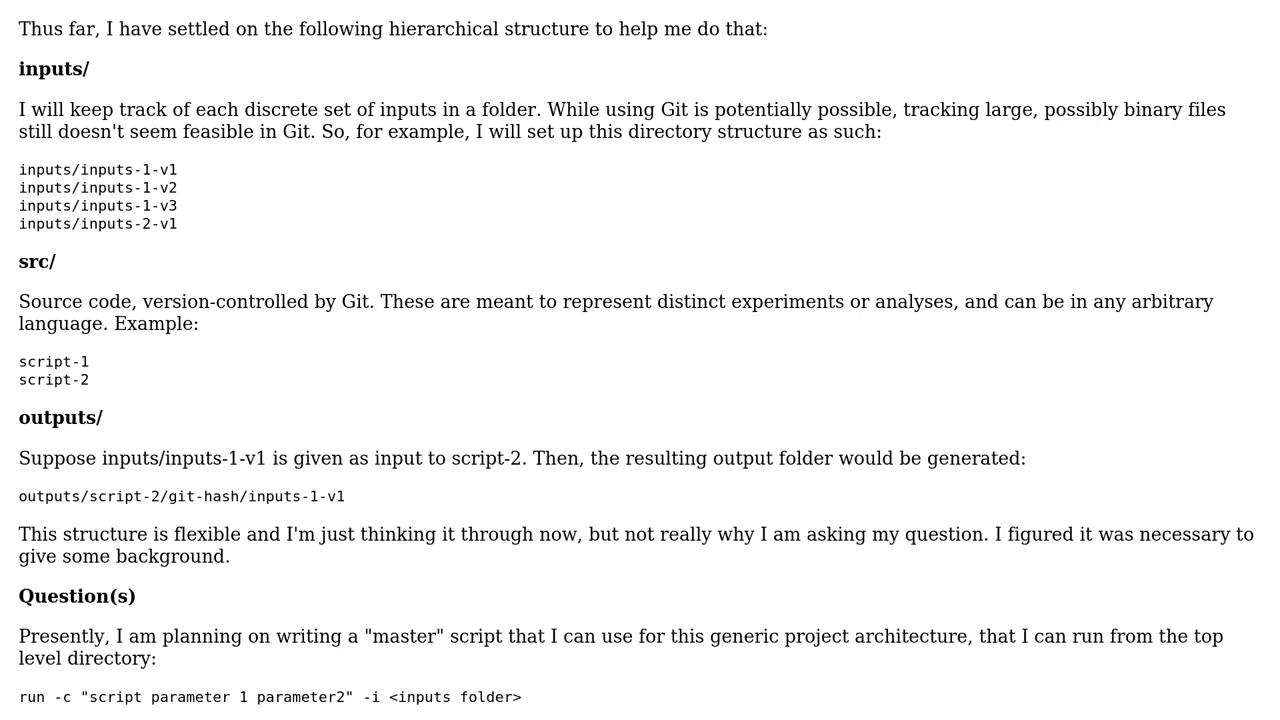 Thus far, I have settled on the following hierarchical structure to help me do that:
inputs/
I will keep track of each discrete set of inputs in a folder. While using Git is potentially possible, tracking large, possibly binary files
still doesn't seem feasible in Git. So, for example, I will set up this directory structure as such:
inputs/inputs-1-v1
inputs/inputs-1-v2
inputs/inputs-1-v3
inputs/inputs-2-v1
src/
Source code, version-controlled by Git. These are meant to represent distinct experiments or analyses, and can be in any arbitrary
language. Example:
script-1
script-2
outputs/
Suppose inputs/inputs-1-v1 is given as input to script-2. Then, the resulting output folder would be generated:
outputs/script-2/git-hash/inputs-1-v1
This structure is flexible and I'm just thinking it through now, but not really why I am asking my question. I figured it was necessary to
give some background.
Question(s)
Presently, I am planning on writing a "master" script that I can use for this generic project architecture, that I can run from the top
level directory:
run -c "script parameter 1 parameter2" -i <inputs folder>